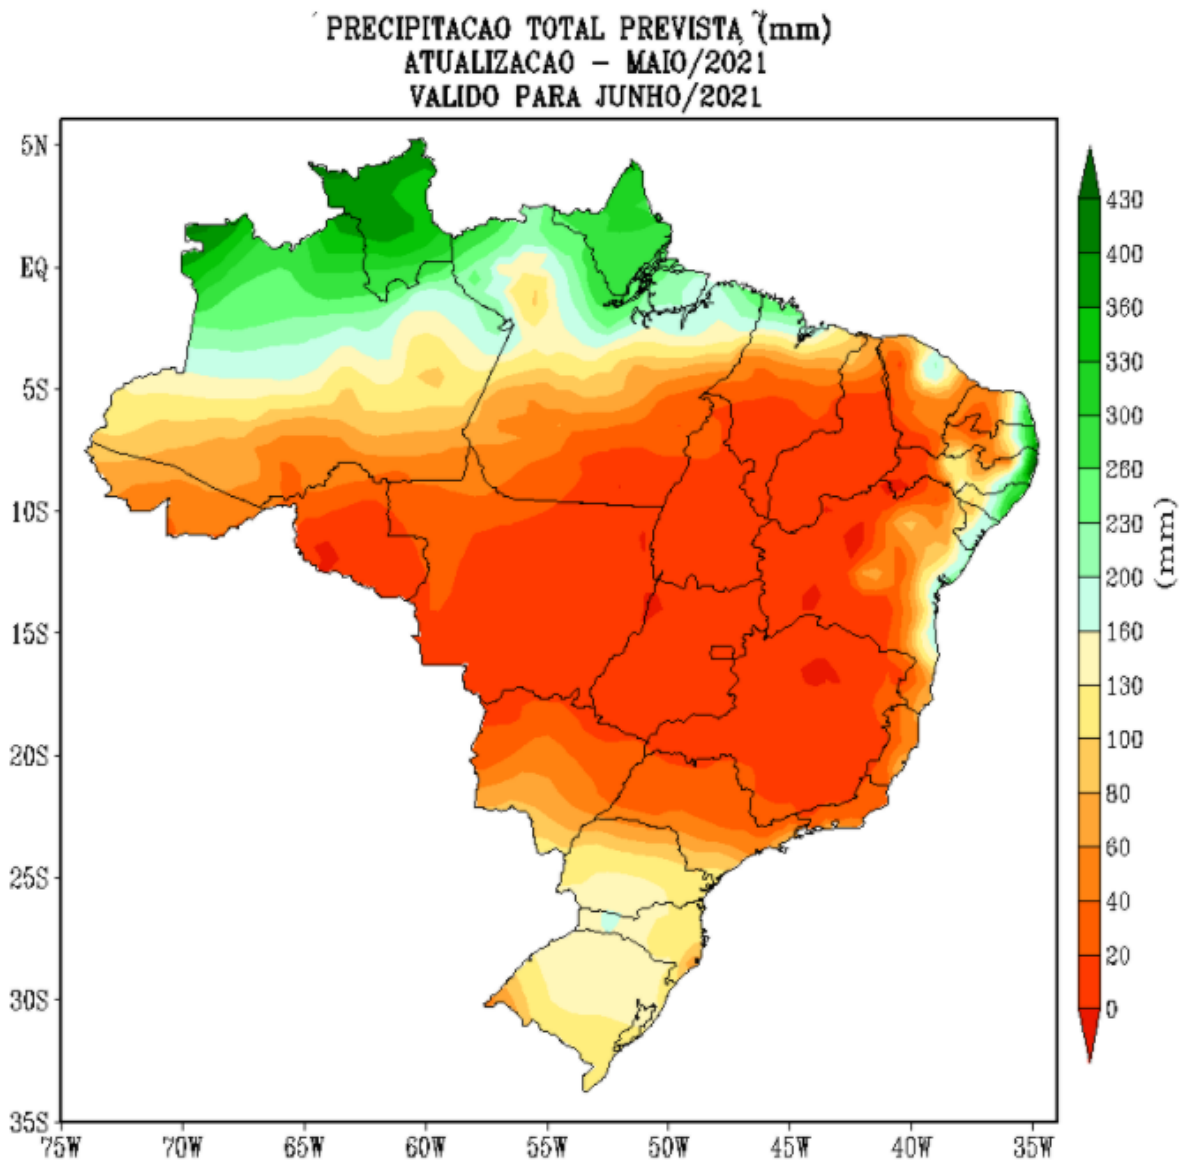 PRECIPITACAO TOTAL PREVISTA (mm)
ATUALIZACAO - MAIO/2021
VALIDO PARA JUNHO/2021
5N
EQ
5S
10S
15S
20S
25S
30S
35S
75W 70W 65W 60W 55W 50W 45W 40W 35W
430
400
360
330
300
260
230
200
160
130
100
80
60
40
20
0
(mm)